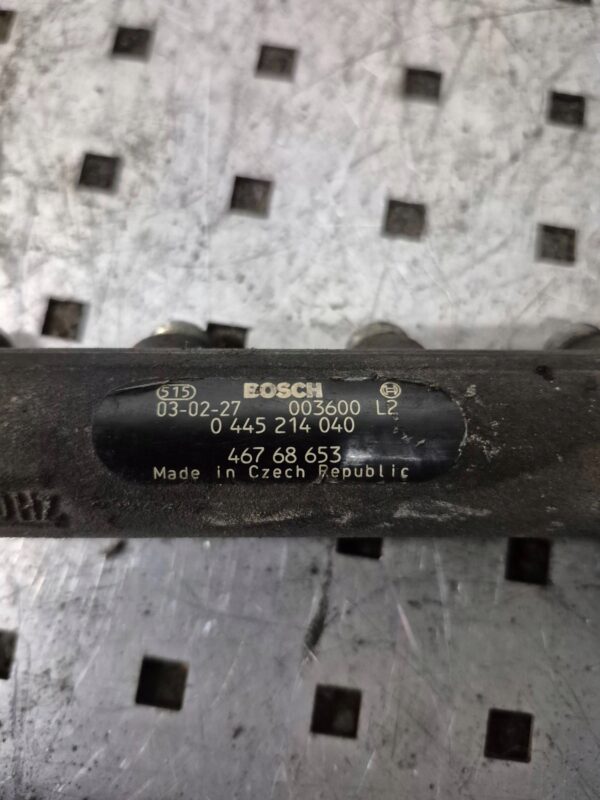 515 BOSCH
03-02-27 003600 L2
0 445 214 040
467 68 653
Made in Czech Republic